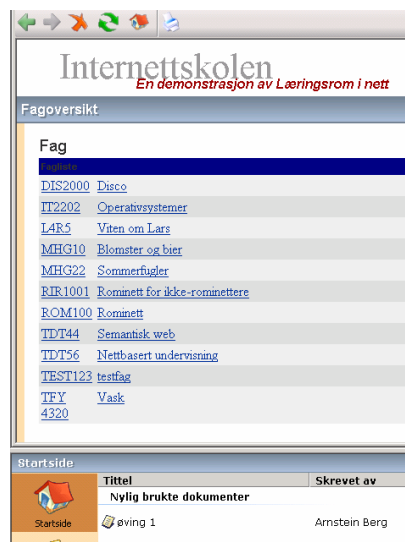 Internettskolen
En demonstrasjon av Læringsrom i nett
Fagoversikt
Fag
Fagliste
DIS2000 Disco
IT2202 Operativsystemer
L4R5 Viten om Lars
MHG10 Blomster og bier
MHG22 Sommerfugler
RIR1001 Rominett for ikke-rominettere
ROM100 Rominett
TDT44 Semantisk web
TDT56 Nettbasert undervisning
TEST123 testfag
TFY Vask
4320
Startside
Tittel Skrevet av
Nylig brukte dokumenter
Startside
øving 1 Arnstein Berg